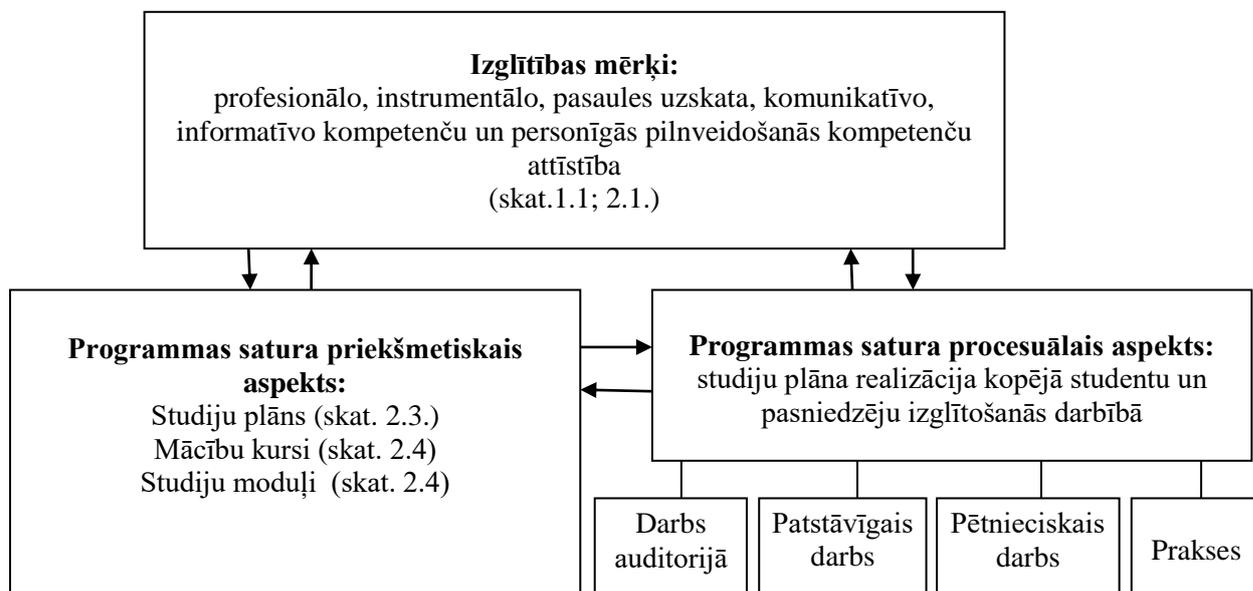 Izglītības mērķi:
profesionālo, instrumentālo, pasaules uzskata, komunikatīvo,
informatīvo kompetenču un personīgās pilnveidošanās kompetenču
attīstība
(skat.1.1; 2.1.)
Programmas satura priekšmetiskais
aspekts:
Studiju plāns (skat. 2.3.)
Mācību kursi (skat. 2.4)
Studiju moduļi (skat. 2.4)
Programmas satura procesuālais aspekts:
studiju plāna realizācija kopējā studentu un
pasniedzēju izglītošanās darbībā
Darbs
auditorijā
Patstāvīgais
darbs
Pētnieciskais
darbs
Prakses